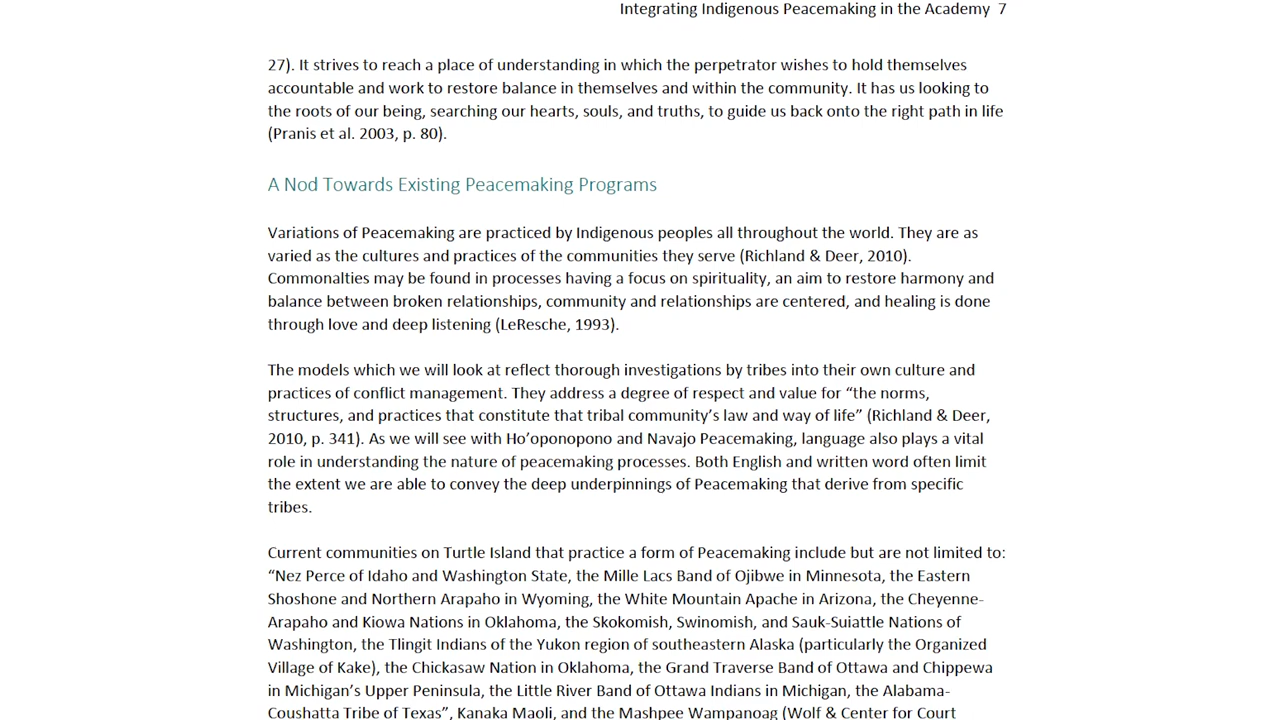 Integrating Indigenous Peacemaking in the Academy 7
27). It strives to reach a place of understanding in which the perpetrator wishes to hold themselves
accountable and work to restore balance in themselves and within the community. It has us looking to
the roots of our being, searching our hearts, souls, and truths, to guide us back onto the right path in life
(Pranis et al. 2003, p. 80).
A Nod Towards Existing Peacemaking Programs
Variations of Peacemaking are practiced by Indigenous peoples all throughout the world. They are as
varied as the cultures and practices of the communities they serve (Richland & Deer, 2010).
Commonalties may be found in processes having a focus on spirituality, an aim to restore harmony and
balance between broken relationships, community and relationships are centered, and healing is done
through love and deep listening (LeResche, 1993).
The models which we will look at reflect thorough investigations by tribes into their own culture and
practices of conflict management. They address a degree of respect and value for “the norms,
structures, and practices that constitute that tribal community’s law and way of life” (Richland & Deer,
2010, p. 341). As we will see with Ho’oponopono and Navajo Peacemaking, language also plays a vital
role in understanding the nature of peacemaking processes. Both English and written word often limit
the extent we are able to convey the deep underpinnings of Peacemaking that derive from specific
tribes.
Current communities on Turtle Island that practice a form of Peacemaking include but are not limited to:
“Nez Perce of Idaho and Washington State, the Mille Lacs Band of Ojibwe in Minnesota, the Eastern
Shoshone and Northern Arapaho in Wyoming, the White Mountain Apache in Arizona, the Cheyenne-
Arapaho and Kiowa Nations in Oklahoma, the Skokomish, Swinomish, and Sauk-Suiattle Nations of
Washington, the Tlingit Indians of the Yukon region of southeastern Alaska (particularly the Organized
Village of Kake), the Chickasaw Nation in Oklahoma, the Grand Traverse Band of Ottawa and Chippewa
in Michigan’s Upper Peninsula, the Little River Band of Ottawa Indians in Michigan, the Alabama-
Coushatta Tribe of Texas”, Kanaka Maoli, and the Mashpee Wampanoag (Wolf & Center for Court